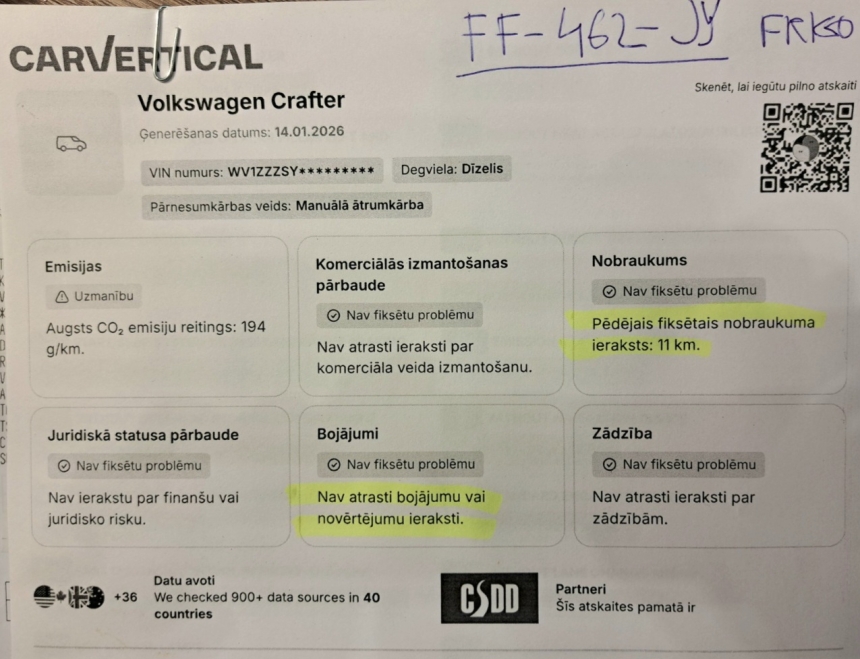 FF-462-JY FRK50
CARVERTICAL
Skenēt, lai iegūtu pilno atskaiti
Volkswagen Crafter
Ģenerēšanas datums: 14.01.2026
VIN numurs: WV1ZZZSY********* Degviela: Dīzelis
Pārnesumkārbas veids: Manuālā ātrumkārba
Emisijas
Uzmanību
Augsts CO₂ emisiju reitings: 194
g/km.
Komerciālās izmantošanas
pārbaude
Nav fiksētu problēmu
Nav atrasti ieraksti par
komerciāla veida izmantošanu.
Nobraukums
Nav fiksētu problēmu
Pēdējais fiksētais nobraukuma
ieraksts: 11 km.
Juridiskā statusa pārbaude
Nav fiksētu problēmu
Nav ierakstu par finanšu vai
juridisko risku.
Bojājumi
Nav fiksētu problēmu
Nav atrasti bojājumu vai
novērtējumu ieraksti.
Zādzība
Nav fiksētu problēmu
Nav atrasti ieraksti par
zādzībām.
+36
Datu avoti
We checked 900+ data sources in 40
countries
CSDD
Partneri
Šīs atskaites pamatā ir